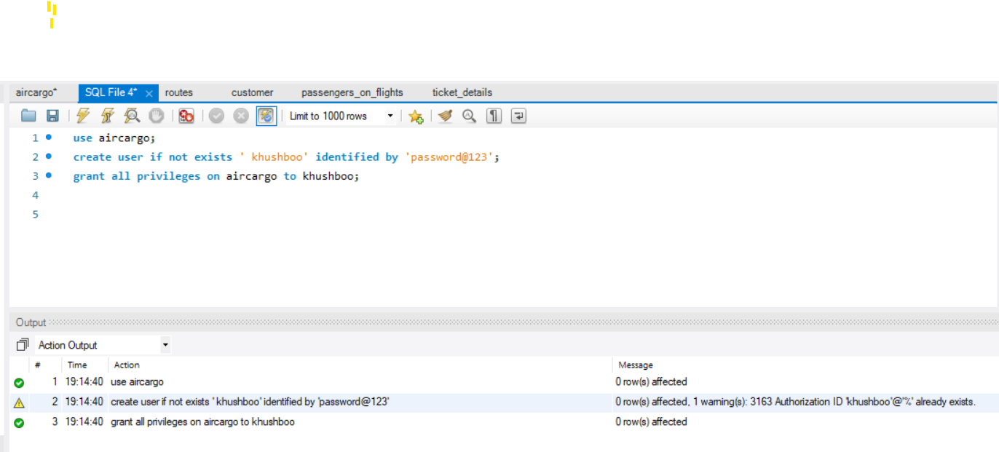 aircargo* SQL File 4* routes customer passengers_on_flights ticket_details
Limit to 1000 rows
1 use aircargo;
2 create user if not exists ' khushboo' identified by 'password@123';
3 grant all privileges on aircargo to khushboo;
4
5
Output
Action Output
# Time Action Message
1 19:14:40 use aircargo 0 row(s) affected
2 19:14:40 create user if not exists ' khushboo' identified by 'password@123' 0 row(s) affected, 1 warning(s): 3163 Authorization ID 'khushboo'@'%' already exists.
3 19:14:40 grant all privileges on aircargo to khushboo 0 row(s) affected